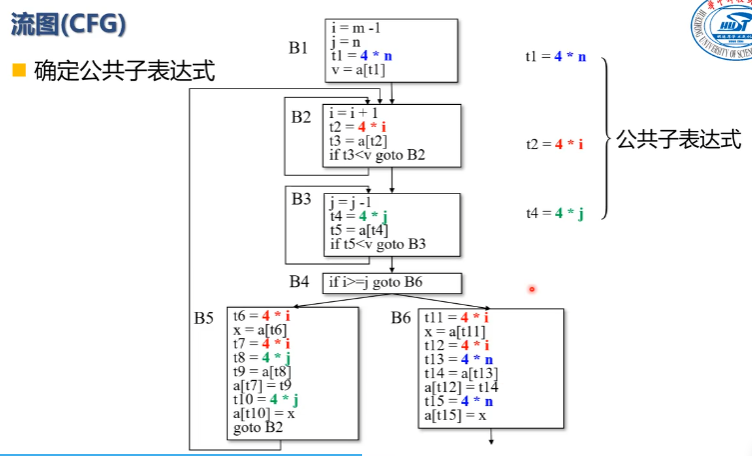 流图(CFG)
确定公共子表达式
B1
i = m -1
j = n
t1 = 4 * n
v = a[t1]
B2
i = i + 1
t2 = 4 * i
t3 = a[t2]
if t3<v goto B2
B3
j = j -1
t4 = 4 * j
t5 = a[t4]
if t5<v goto B3
B4
if i>=j goto B6
B5
t6 = 4 * i
x = a[t6]
t7 = 4 * i
t8 = 4 * j
t9 = a[t8]
a[t7] = t9
t10 = 4 * j
a[t10] = x
goto B2
B6
t11 = 4 * i
x = a[t11]
t12 = 4 * i
t13 = 4 * n
t14 = a[t13]
a[t12] = t14
t15 = 4 * n
a[t15] = x
t1 = 4 * n
t2 = 4 * i
t4 = 4 * j
公共子表达式